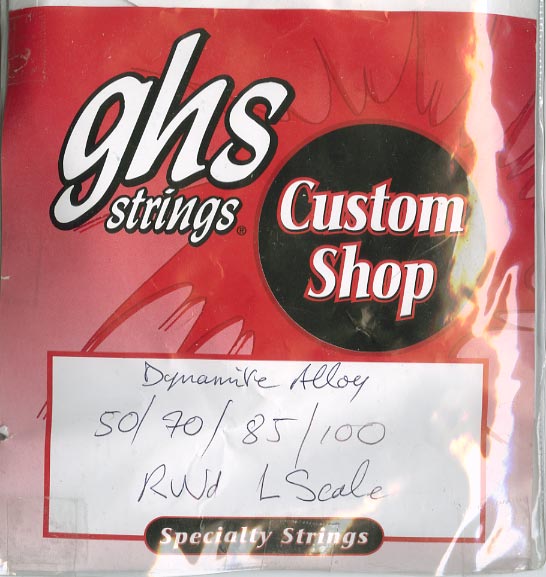 ghs
strings®
Custom
Shop
Dynamite Alloy
50/70/85/100
RWd L Scale
Specialty Strings